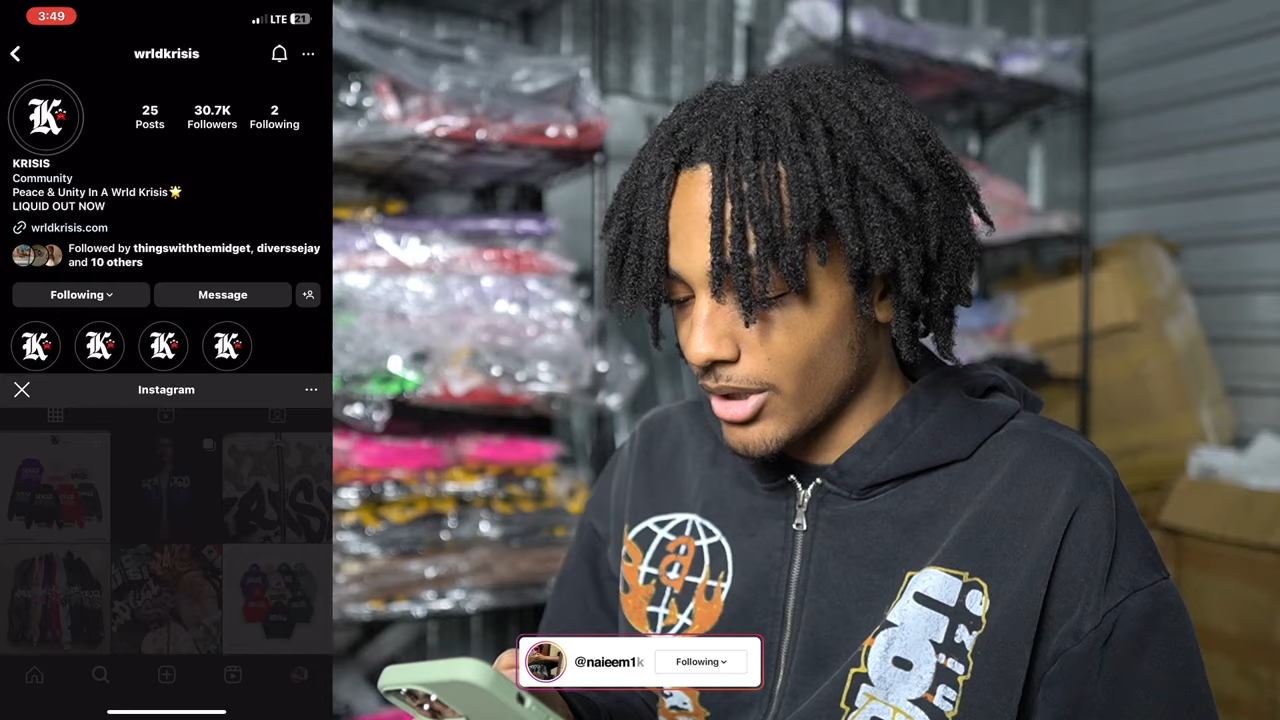 3:49
LTE 21
wrldkrisis
25
Posts
30.7K
Followers
2
Following
K
KRISIS
Community
Peace & Unity In A Wrld Krisis🌟
LIQUID OUT NOW
wrldkrisis.com
Followed by thingswiththemidget, diverssejay
and 10 others
Following
Message
K
K
K
K
Instagram
a
@naieem1k
Following